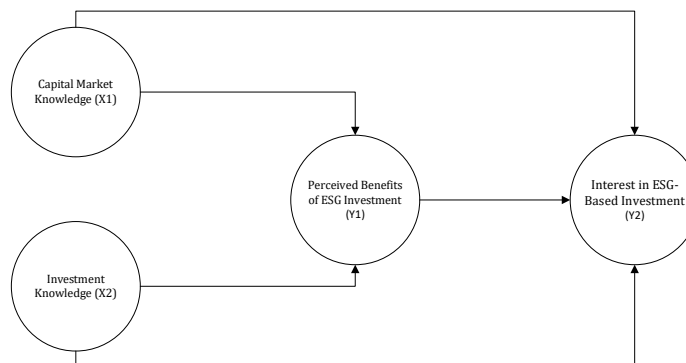 Capital Market
Knowledge (X1)
Perceived Benefits
of ESG Investment
(Y1)
Interest in ESG-
Based Investment
(Y2)
Investment
Knowledge (X2)